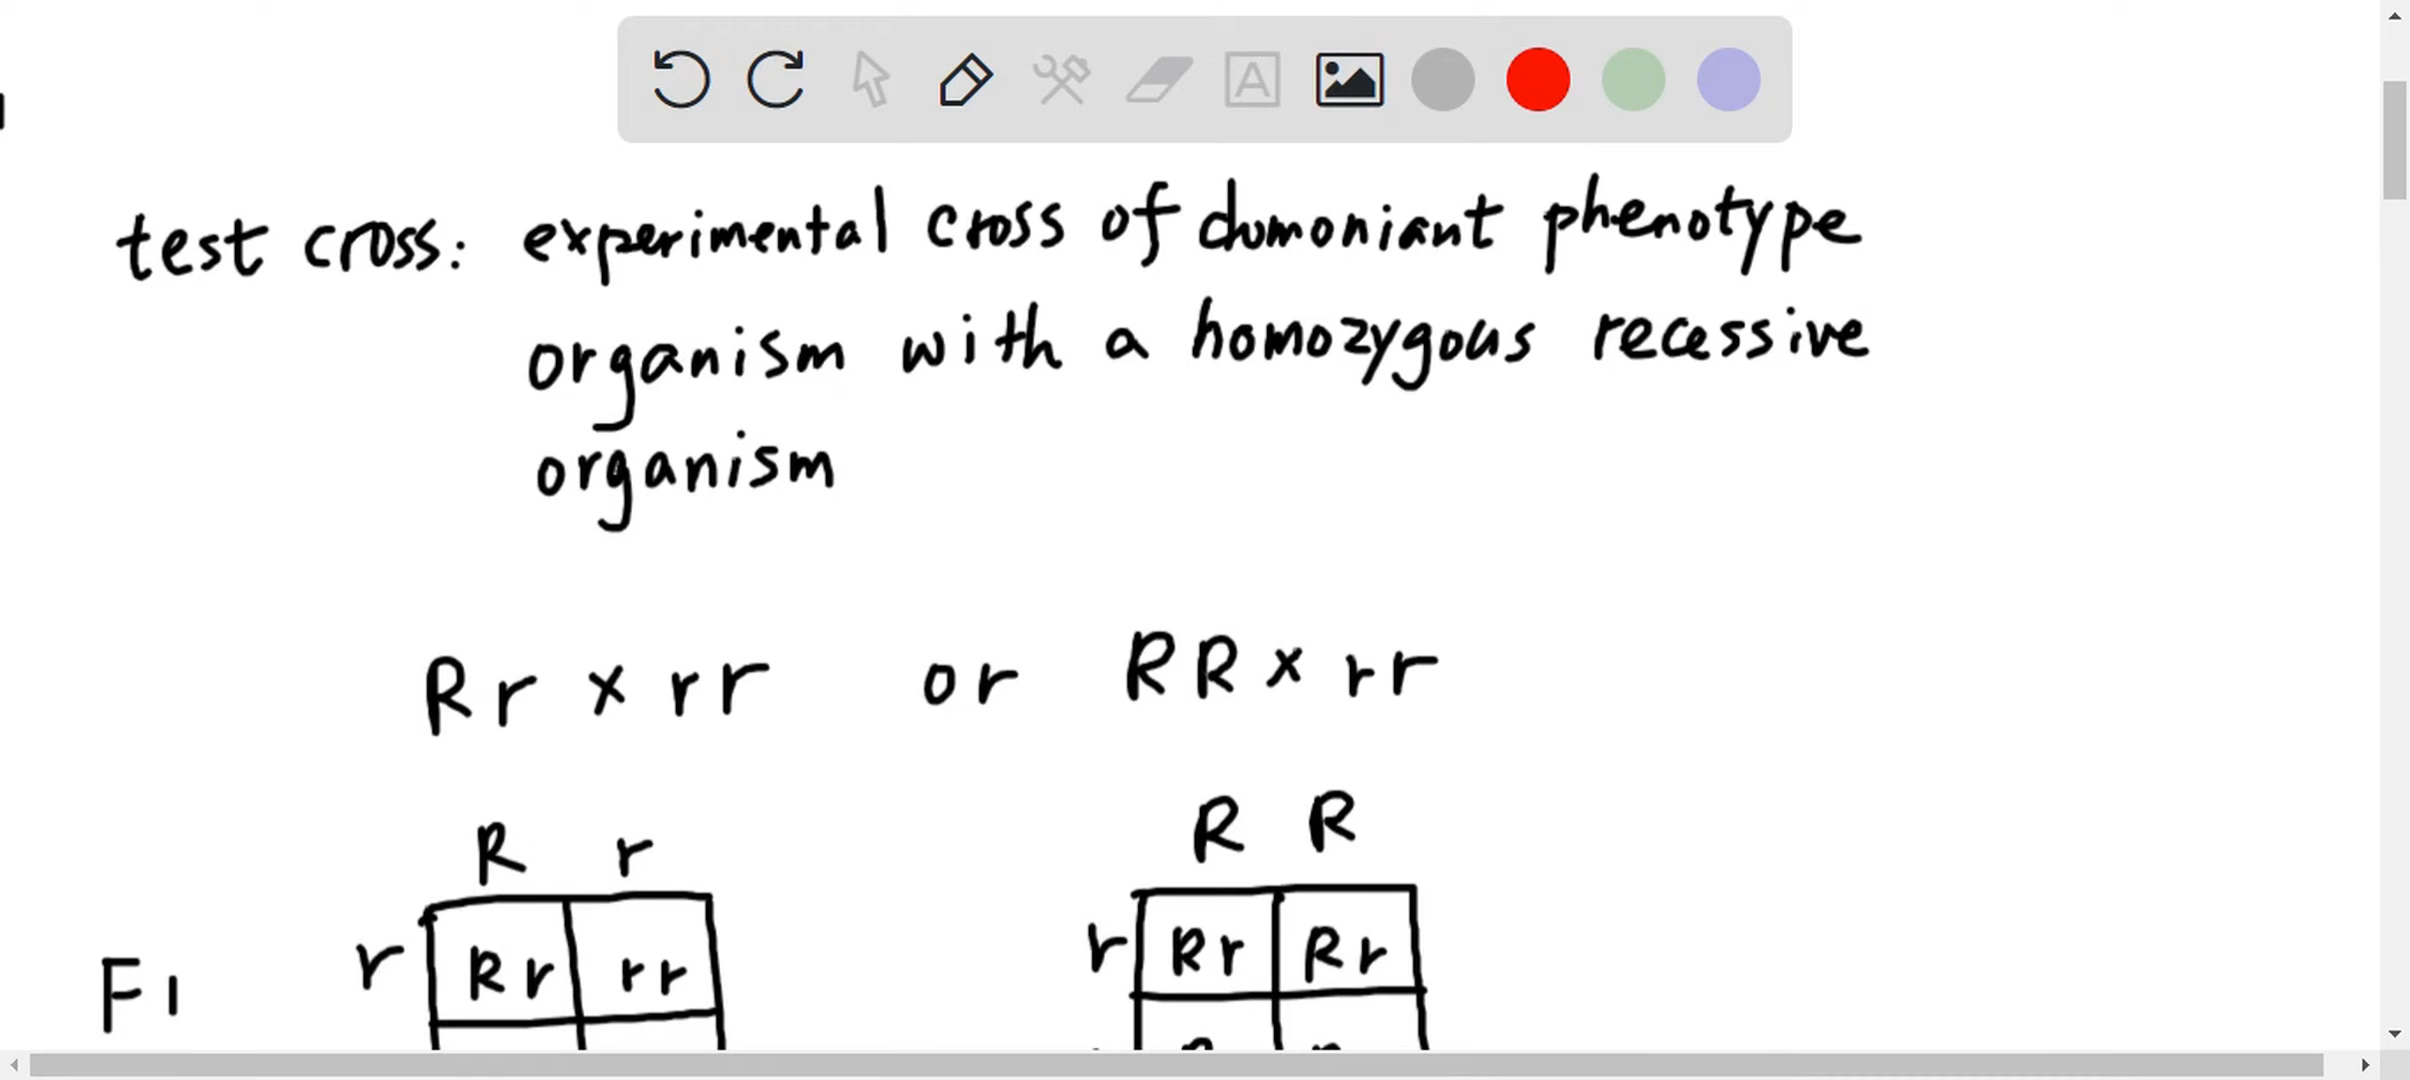 A
test cross: experimental cross of domoniant phenotype
organism with a homozygous recessive
organism
Rr x rr or RR x rr
R r R R
F1 r Rr rr r Rr Rr